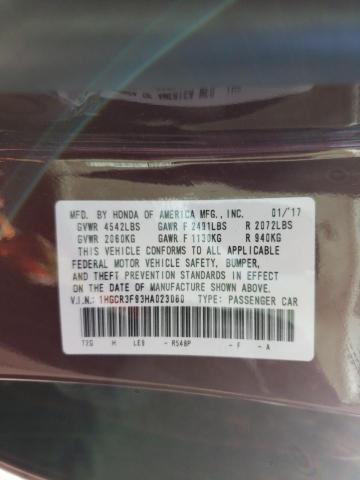 MFD. BY HONDA OF AMERICA MFG., INC. 01/'17
GVWR 4542LBS GAWR F 2491LBS R 2072LBS
GVWR 2060KG GAWR F 1130KG R 940KG
THIS VEHICLE CONFORMS TO ALL APPLICABLE
FEDERAL MOTOR VEHICLE SAFETY, BUMPER,
AND THEFT PREVENTION STANDARDS IN EFFECT
ON THE DATE OF MANUFACTURE SHOWN ABOVE.
V.I.N.: 1HGCR3F93HA023060 TYPE: PASSENGER CAR
T2G H LE9 - R548P - F - A